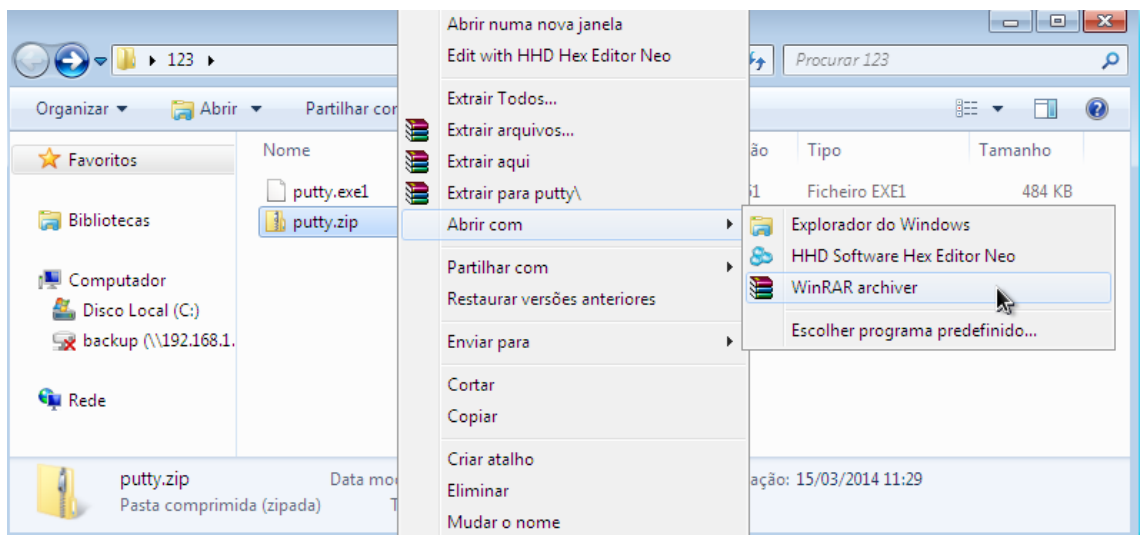 123
Procurar 123
Organizar
Abrir
Partilhar cor
Favoritos
Bibliotecas
Computador
Disco Local (C:)
backup (\\192.168.1.
Rede
Nome
ão
Tipo
Tamanho
putty.exe1
Ficheiro EXE1
484 KB
putty.zip
Abrir numa nova janela
Edit with HHD Hex Editor Neo
Extrair Todos...
Extrair arquivos...
Extrair aqui
Extrair para putty\
Abrir com
Partilhar com
Restaurar versões anteriores
Enviar para
Cortar
Copiar
Criar atalho
Eliminar
Mudar o nome
Explorador do Windows
HHD Software Hex Editor Neo
WinRAR archiver
Escolher programa predefinido...
putty.zip
Data mo
ação: 15/03/2014 11:29
Pasta comprimida (zipada)